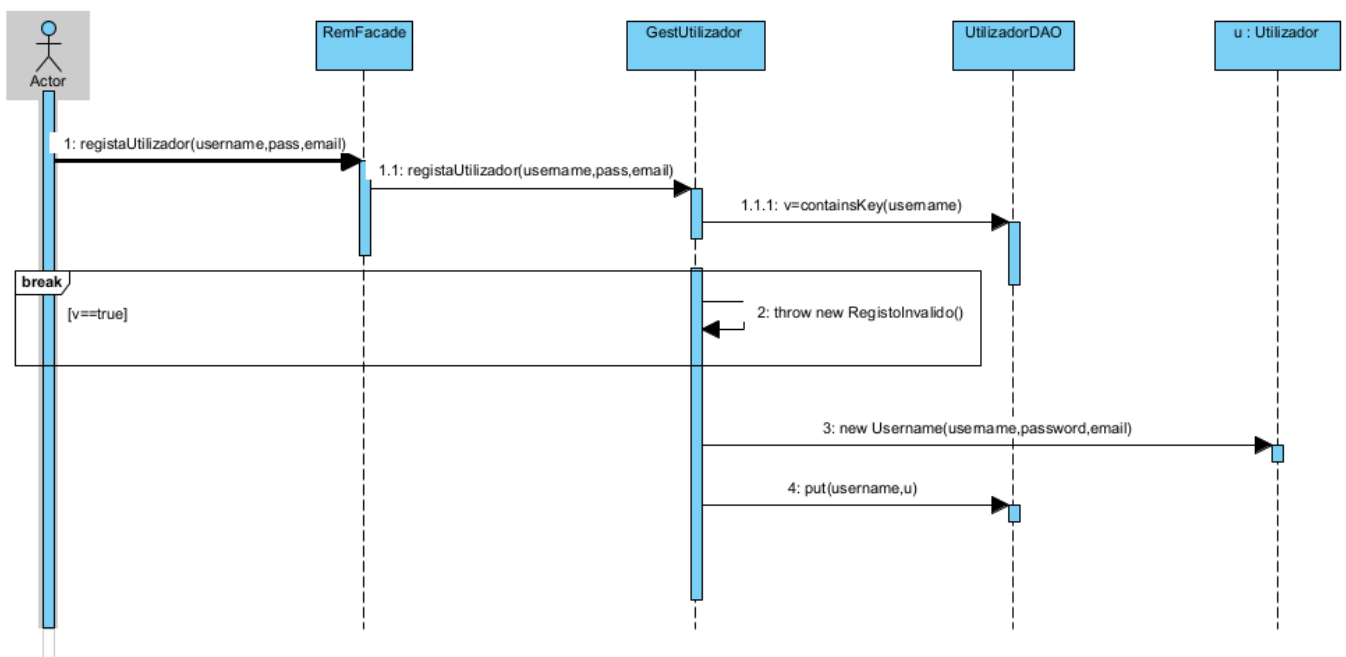 RemFacade
GestUtilizador
UtilizadorDAO
u : Utilizador
Actor
1: registaUtilizador(username,pass,email)
1.1: registaUtilizador(username,pass,email)
1.1.1: v=containsKey(username)
break
[v==true]
2: throw new RegistoInvalido()
3: new Username(username,password,email)
4: put(username,u)